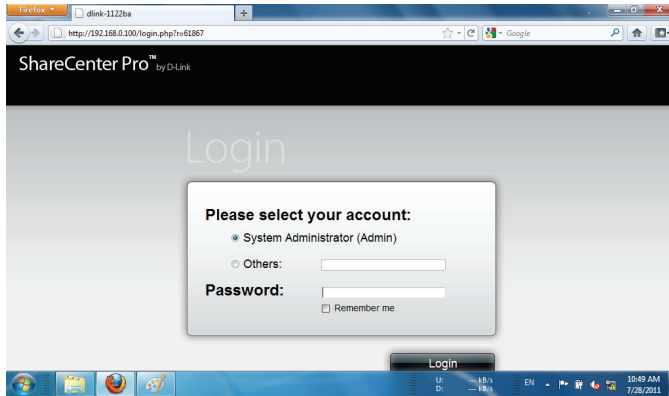 Firefox
dlink-1122ba
http://192.168.0.100/login.php?r=61867
Google
ShareCenter Pro™ by D-Link
Login
Please select your account:
System Administrator (Admin)
Others:
Password:
Remember me
Login
U: --- kB/s
D: --- kB/s
EN
10:49 AM
7/28/2011